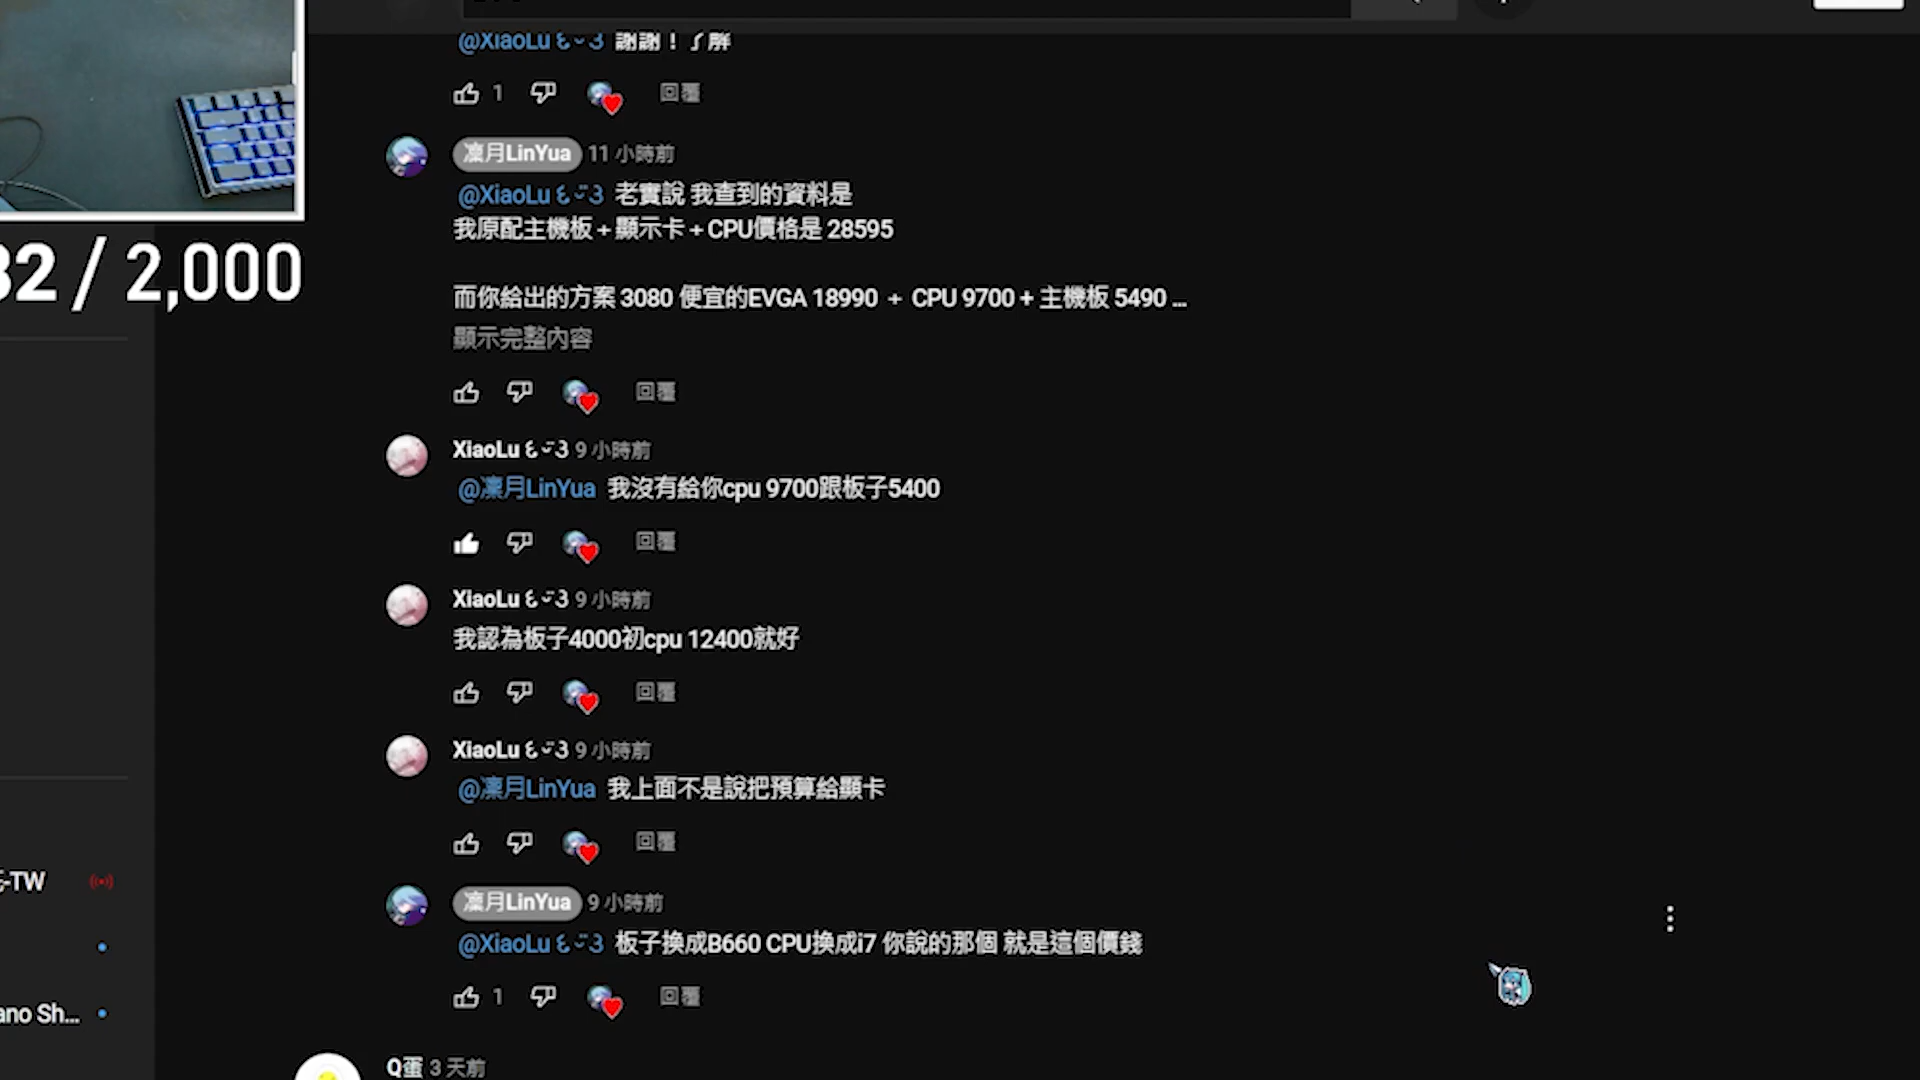 @XiaoLu ꒰˘̆꒱ 謝謝！了解
1 回覆
凜月LinYua 11 小時前
@XiaoLu 老實說 我查到的資料是
我原配主機板+顯示卡+CPU價格是 28595
而你給出的方案 3080 便宜的EVGA 18990 + CPU 9700 + 主機板 5490 ...
顯示完整內容
回覆
XiaoLu 9 小時前
@凜月LinYua 我沒有給你cpu 9700跟板子5400
回覆
XiaoLu 9 小時前
我認為板子4000初cpu 12400就好
回覆
XiaoLu 9 小時前
@凜月LinYua 我上面不是說把預算給顯卡
回覆
凜月LinYua 9 小時前
@XiaoLu 板子換成B660 CPU換成i7 你說的那個 就是這個價錢
1 回覆
Q蛋 3 天前
32 / 2,000
-TW
ano Sh...